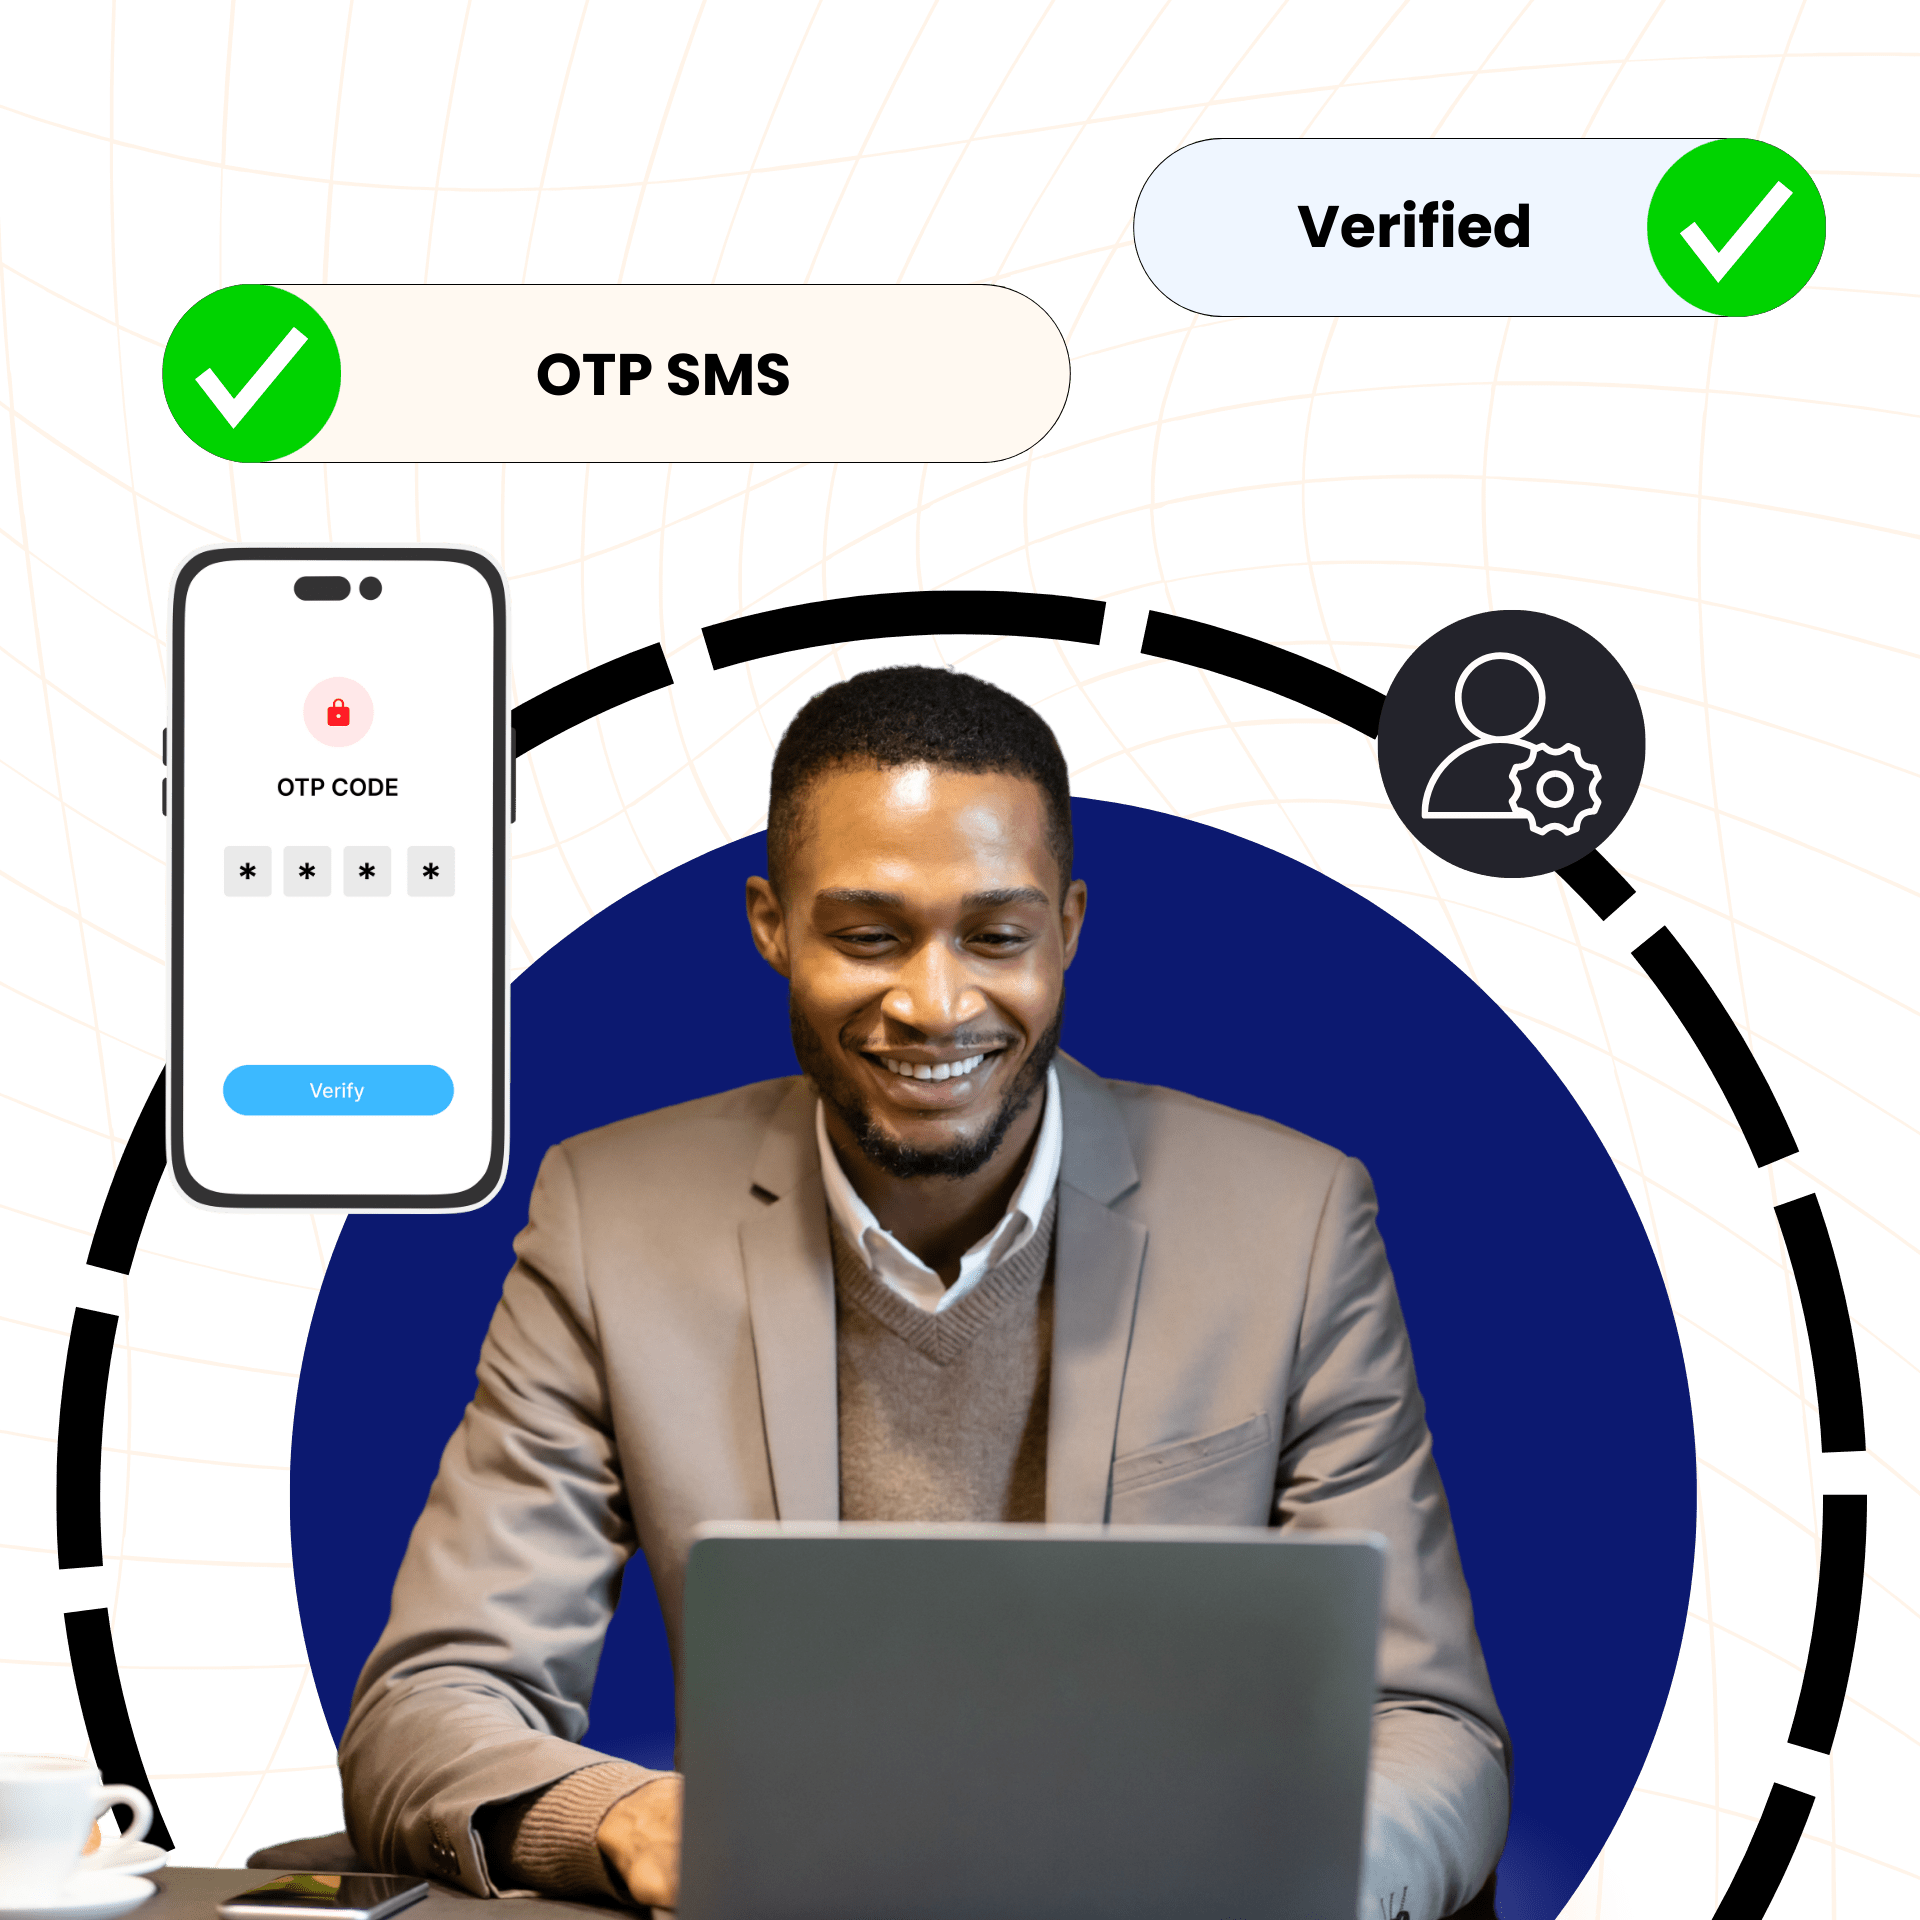 Verified
OTP SMS
OTP CODE
* * * *
Verify